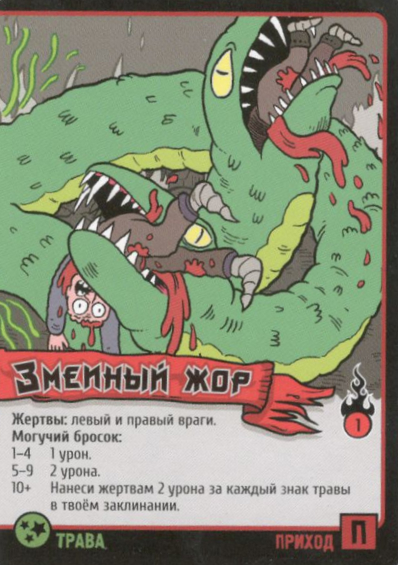 Змеиный жор
1
Жертвы: левый и правый враги.
Могучий бросок:
1–4 1 урон.
5–9 2 урона.
10+ Нанеси жертвам 2 урона за каждый знак травы
в твоём заклинании.
ТРАВА
ПРИХОД П